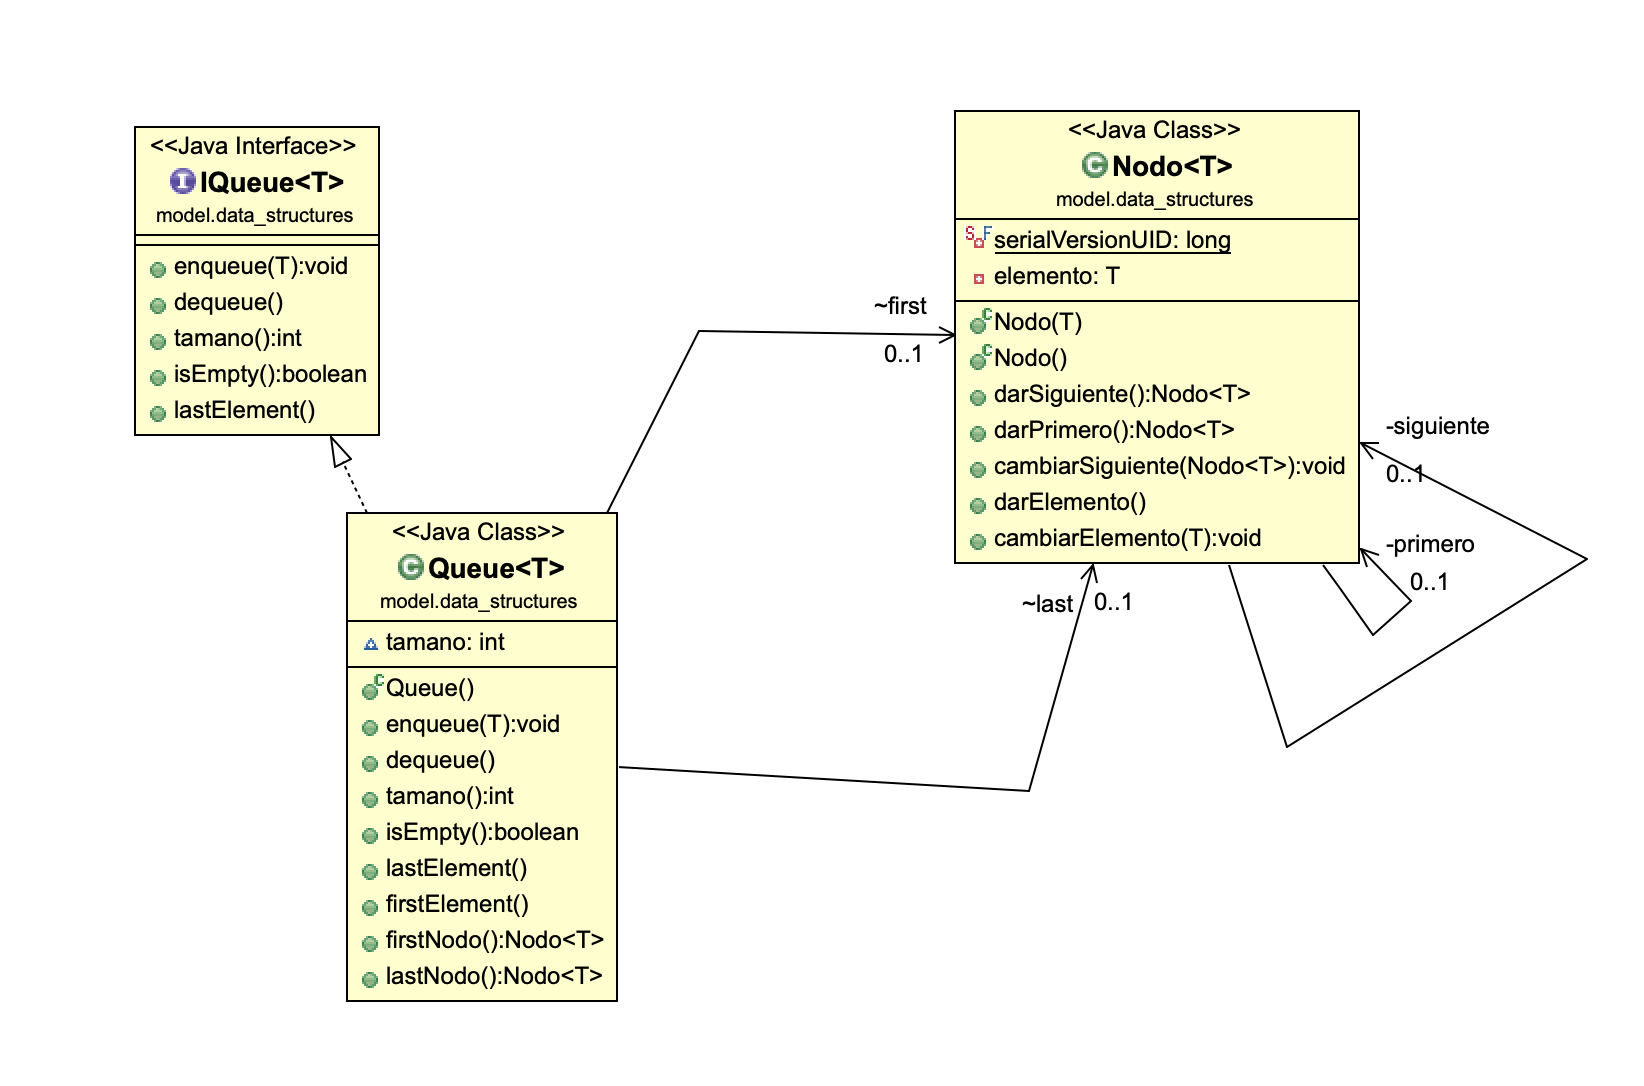 <<Java Interface>>
IQueue<T>
model.data_structures
enqueue(T):void
dequeue()
tamano():int
isEmpty():boolean
lastElement()
<<Java Class>>
Nodo<T>
model.data_structures
serialVersionUID: long
elemento: T
Nodo(T)
Nodo()
darSiguiente():Nodo<T>
darPrimero():Nodo<T>
cambiarSiguiente(Nodo<T>):void
darElemento()
cambiarElemento(T):void
~first
0..1
-siguiente
0..1
-primero
0..1
~last
0..1
<<Java Class>>
Queue<T>
model.data_structures
tamano: int
Queue()
enqueue(T):void
dequeue()
tamano():int
isEmpty():boolean
lastElement()
firstElement()
firstNodo():Nodo<T>
lastNodo():Nodo<T>